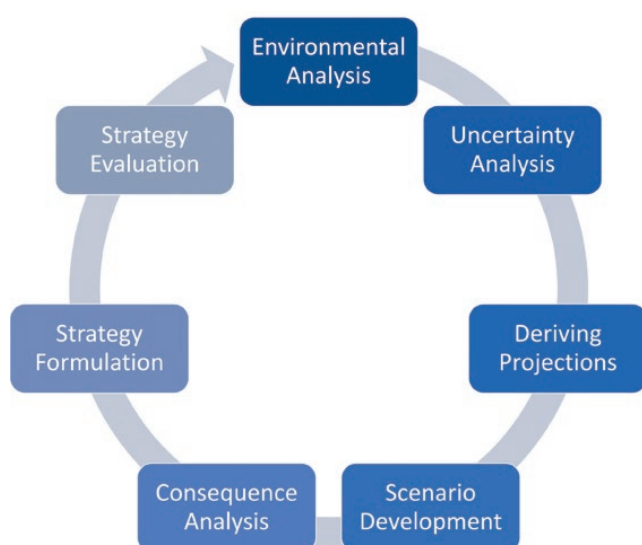 Environmental
Analysis
Uncertainty
Analysis
Deriving
Projections
Scenario
Development
Consequence
Analysis
Strategy
Formulation
Strategy
Evaluation